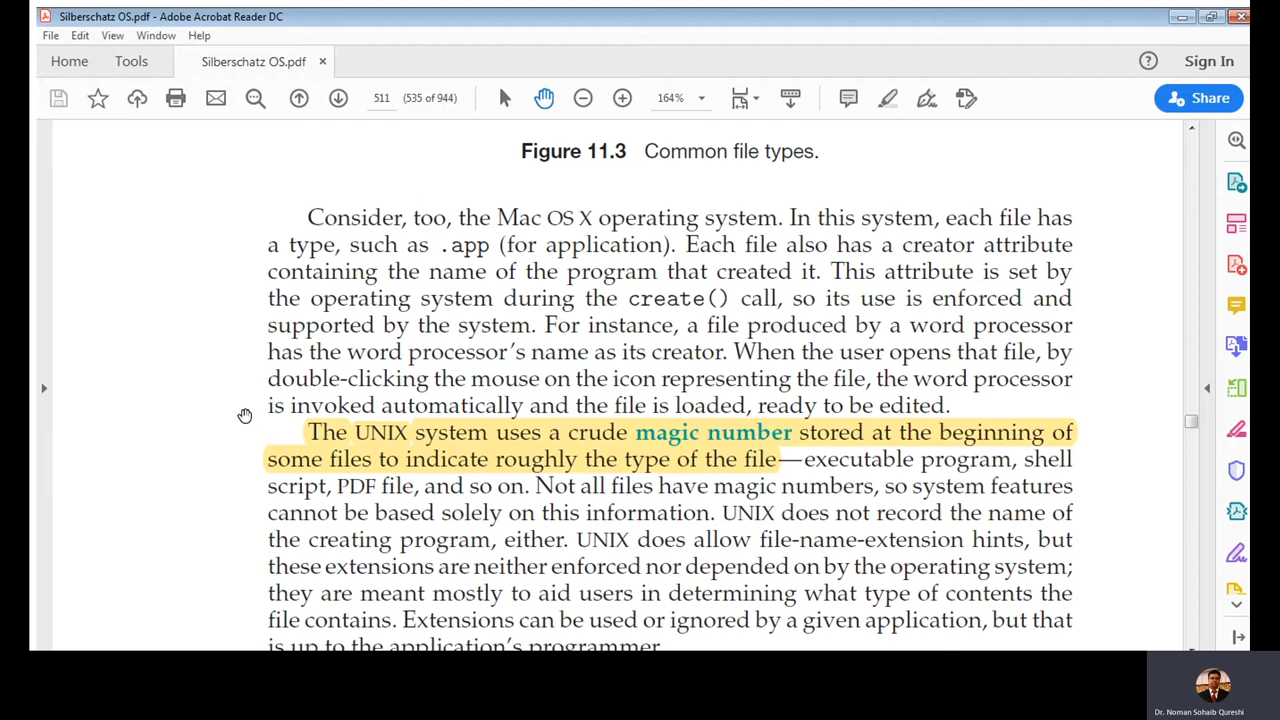 Silberschatz OS.pdf - Adobe Acrobat Reader DC
File Edit View Window Help
Home Tools Silberschatz OS.pdf × Sign In
511 (535 of 944) 164% Share
Figure 11.3 Common file types.
Consider, too, the Mac OS X operating system. In this system, each file has
a type, such as .app (for application). Each file also has a creator attribute
containing the name of the program that created it. This attribute is set by
the operating system during the create() call, so its use is enforced and
supported by the system. For instance, a file produced by a word processor
has the word processor's name as its creator. When the user opens that file, by
double-clicking the mouse on the icon representing the file, the word processor
is invoked automatically and the file is loaded, ready to be edited.
The UNIX system uses a crude magic number stored at the beginning of
some files to indicate roughly the type of the file—executable program, shell
script, PDF file, and so on. Not all files have magic numbers, so system features
cannot be based solely on this information. UNIX does not record the name of
the creating program, either. UNIX does allow file-name-extension hints, but
these extensions are neither enforced nor depended on by the operating system;
they are meant mostly to aid users in determining what type of contents the
file contains. Extensions can be used or ignored by a given application, but that
is up to the application's programmer.
Dr. Noman Sohaib Qureshi